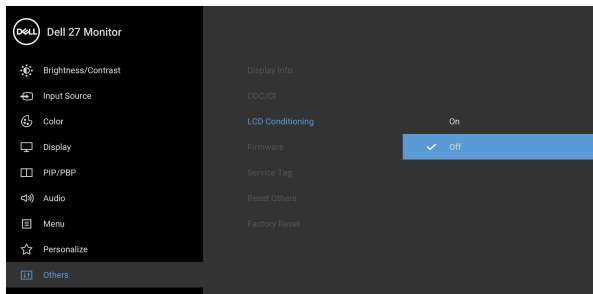 DELL
Dell 27 Monitor
Brightness/Contrast
Input Source
Color
Display
PIP/PBP
Audio
Menu
Personalize
Others
Display Info
DDC/CI
LCD Conditioning
Firmware
Service Tag
Reset Others
Factory Reset
On
Off